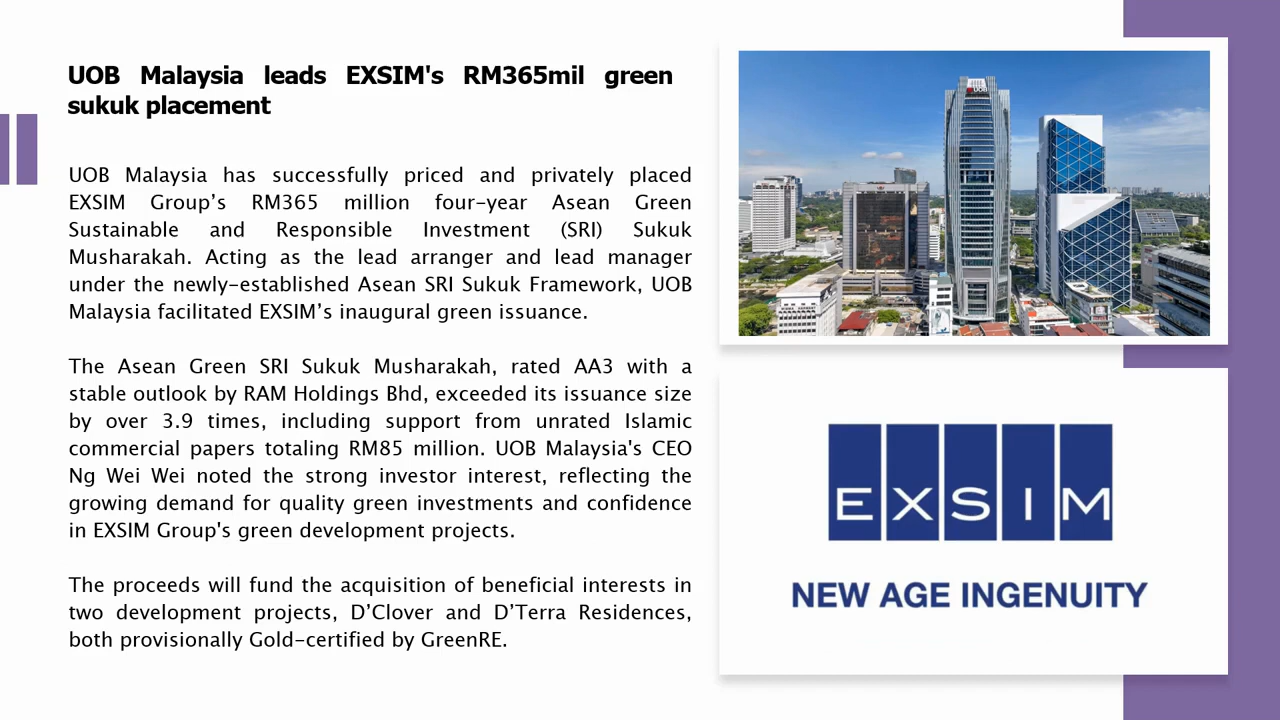 UOB Malaysia leads EXSIM's RM365mil green
sukuk placement
UOB Malaysia has successfully priced and privately placed
EXSIM Group’s RM365 million four-year Asean Green
Sustainable and Responsible Investment (SRI) Sukuk
Musharakah. Acting as the lead arranger and lead manager
under the newly-established Asean SRI Sukuk Framework, UOB
Malaysia facilitated EXSIM’s inaugural green issuance.
The Asean Green SRI Sukuk Musharakah, rated AA3 with a
stable outlook by RAM Holdings Bhd, exceeded its issuance size
by over 3.9 times, including support from unrated Islamic
commercial papers totaling RM85 million. UOB Malaysia's CEO
Ng Wei Wei noted the strong investor interest, reflecting the
growing demand for quality green investments and confidence
in EXSIM Group's green development projects.
The proceeds will fund the acquisition of beneficial interests in
two development projects, D’Clover and D’Terra Residences,
both provisionally Gold-certified by GreenRE.
UOB
EXSIM
NEW AGE INGENUITY